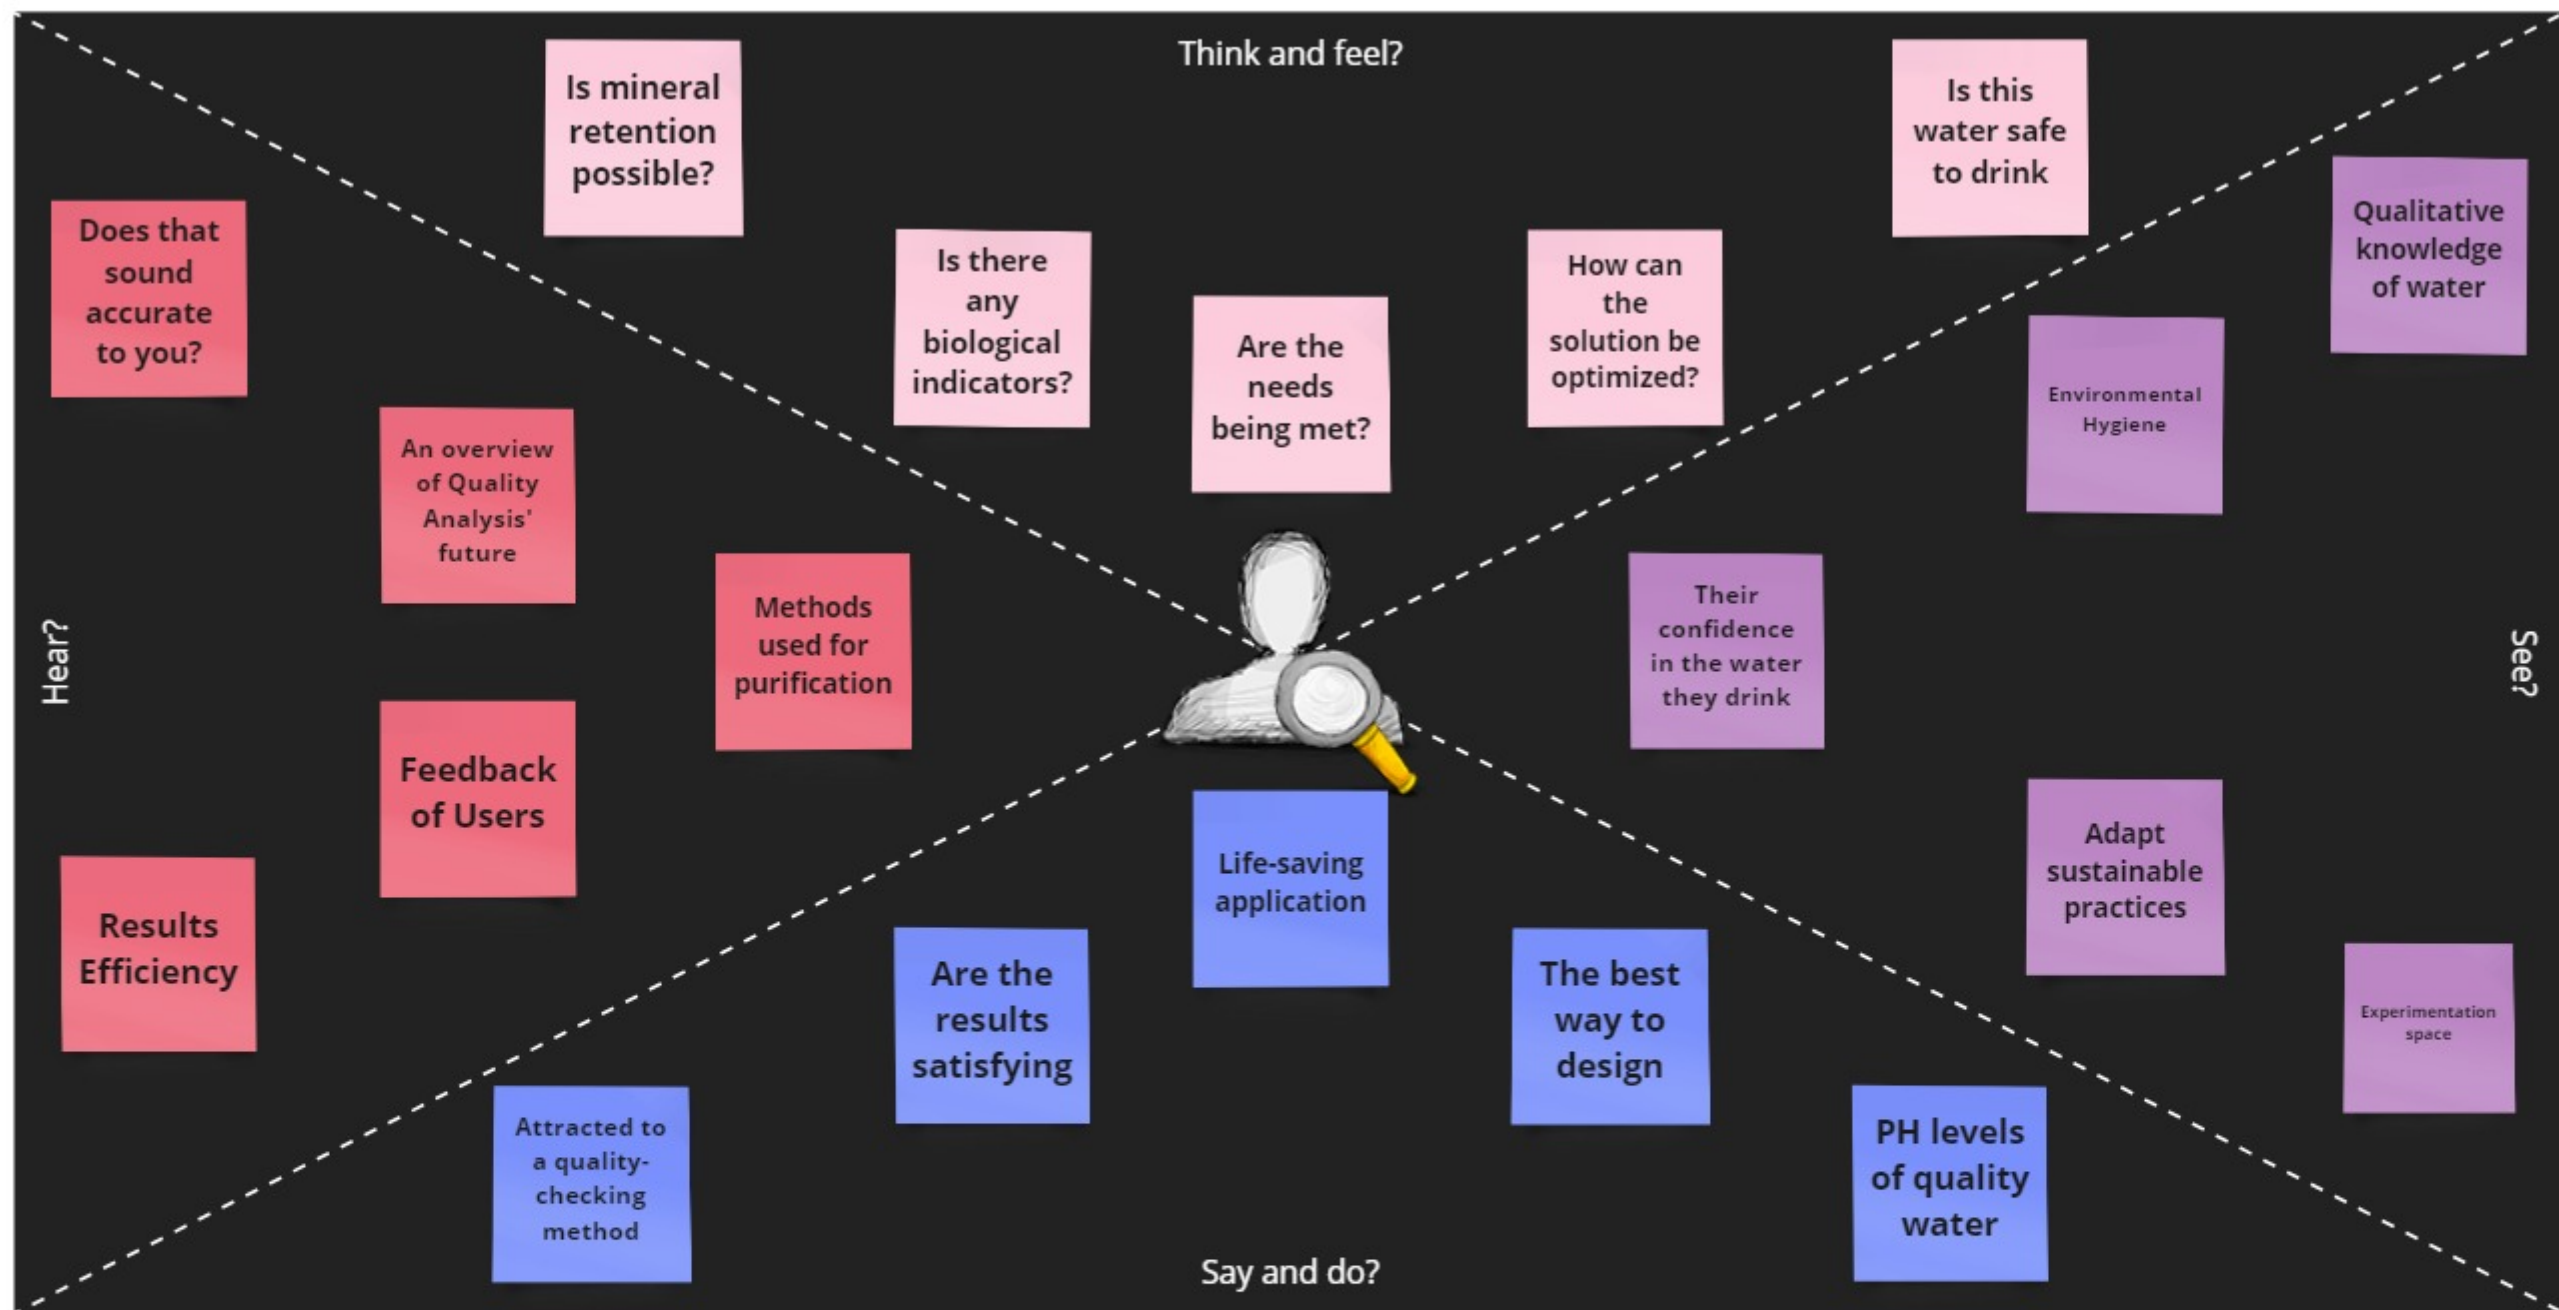 Think and feel?
Is mineral
retention
possible?
Is there
any
biological
indicators?
Are the
needs
being met?
How can
the
solution be
optimized?
Is this
water safe
to drink
Hear?
Does that
sound
accurate
to you?
An overview
of Quality
Analysis'
future
Methods
used for
purification
Feedback
of Users
Results
Efficiency
See?
Qualitative
knowledge
of water
Environmental
Hygiene
Their
confidence
in the water
they drink
Adapt
sustainable
practices
Experimentation
space
Life-saving
application
Are the
results
satisfying
The best
way to
design
Attracted to
a quality-
checking
method
PH levels
of quality
water
Say and do?